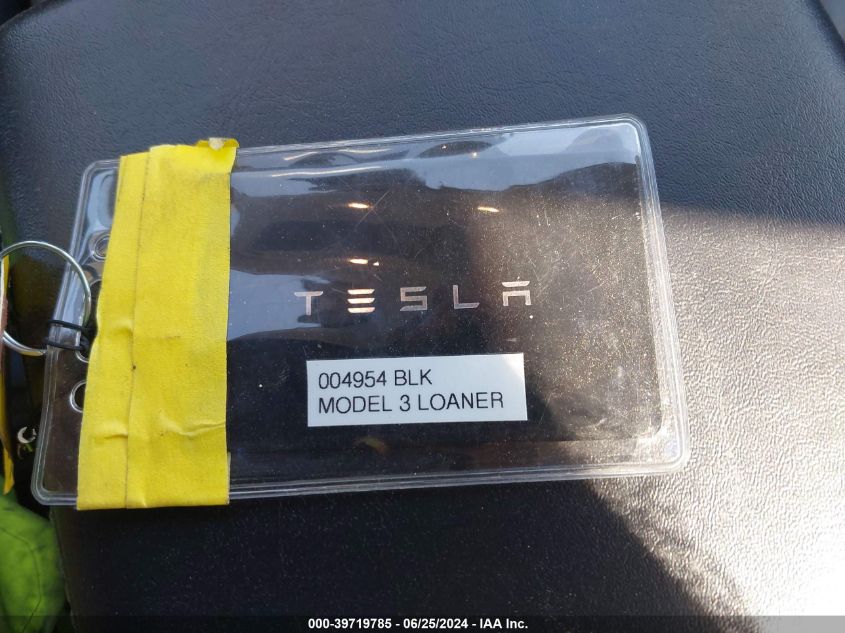 TESLA
004954 BLK
MODEL 3 LOANER
000-39719785 - 06/25/2024 - IAA Inc.